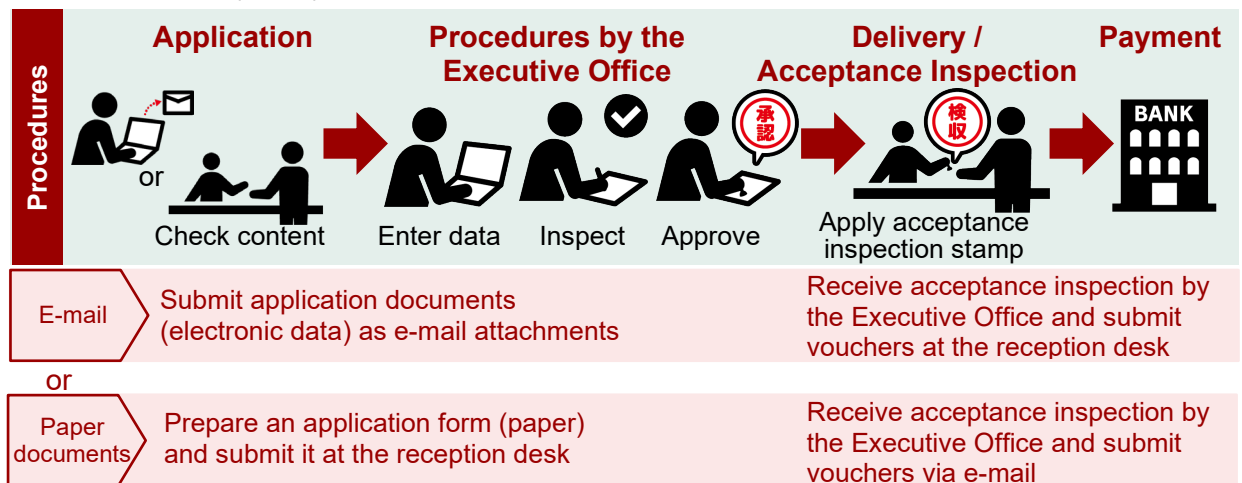 Procedures
Application
Procedures by the
Executive Office
Delivery /
Acceptance Inspection
Payment
or
Check content
Enter data
Inspect
Approve
承認
検収
Apply acceptance
inspection stamp
BANK
E-mail
Submit application documents
(electronic data) as e-mail attachments
Receive acceptance inspection by
the Executive Office and submit
vouchers at the reception desk
or
Paper
documents
Prepare an application form (paper)
and submit it at the reception desk
Receive acceptance inspection by
the Executive Office and submit
vouchers via e-mail